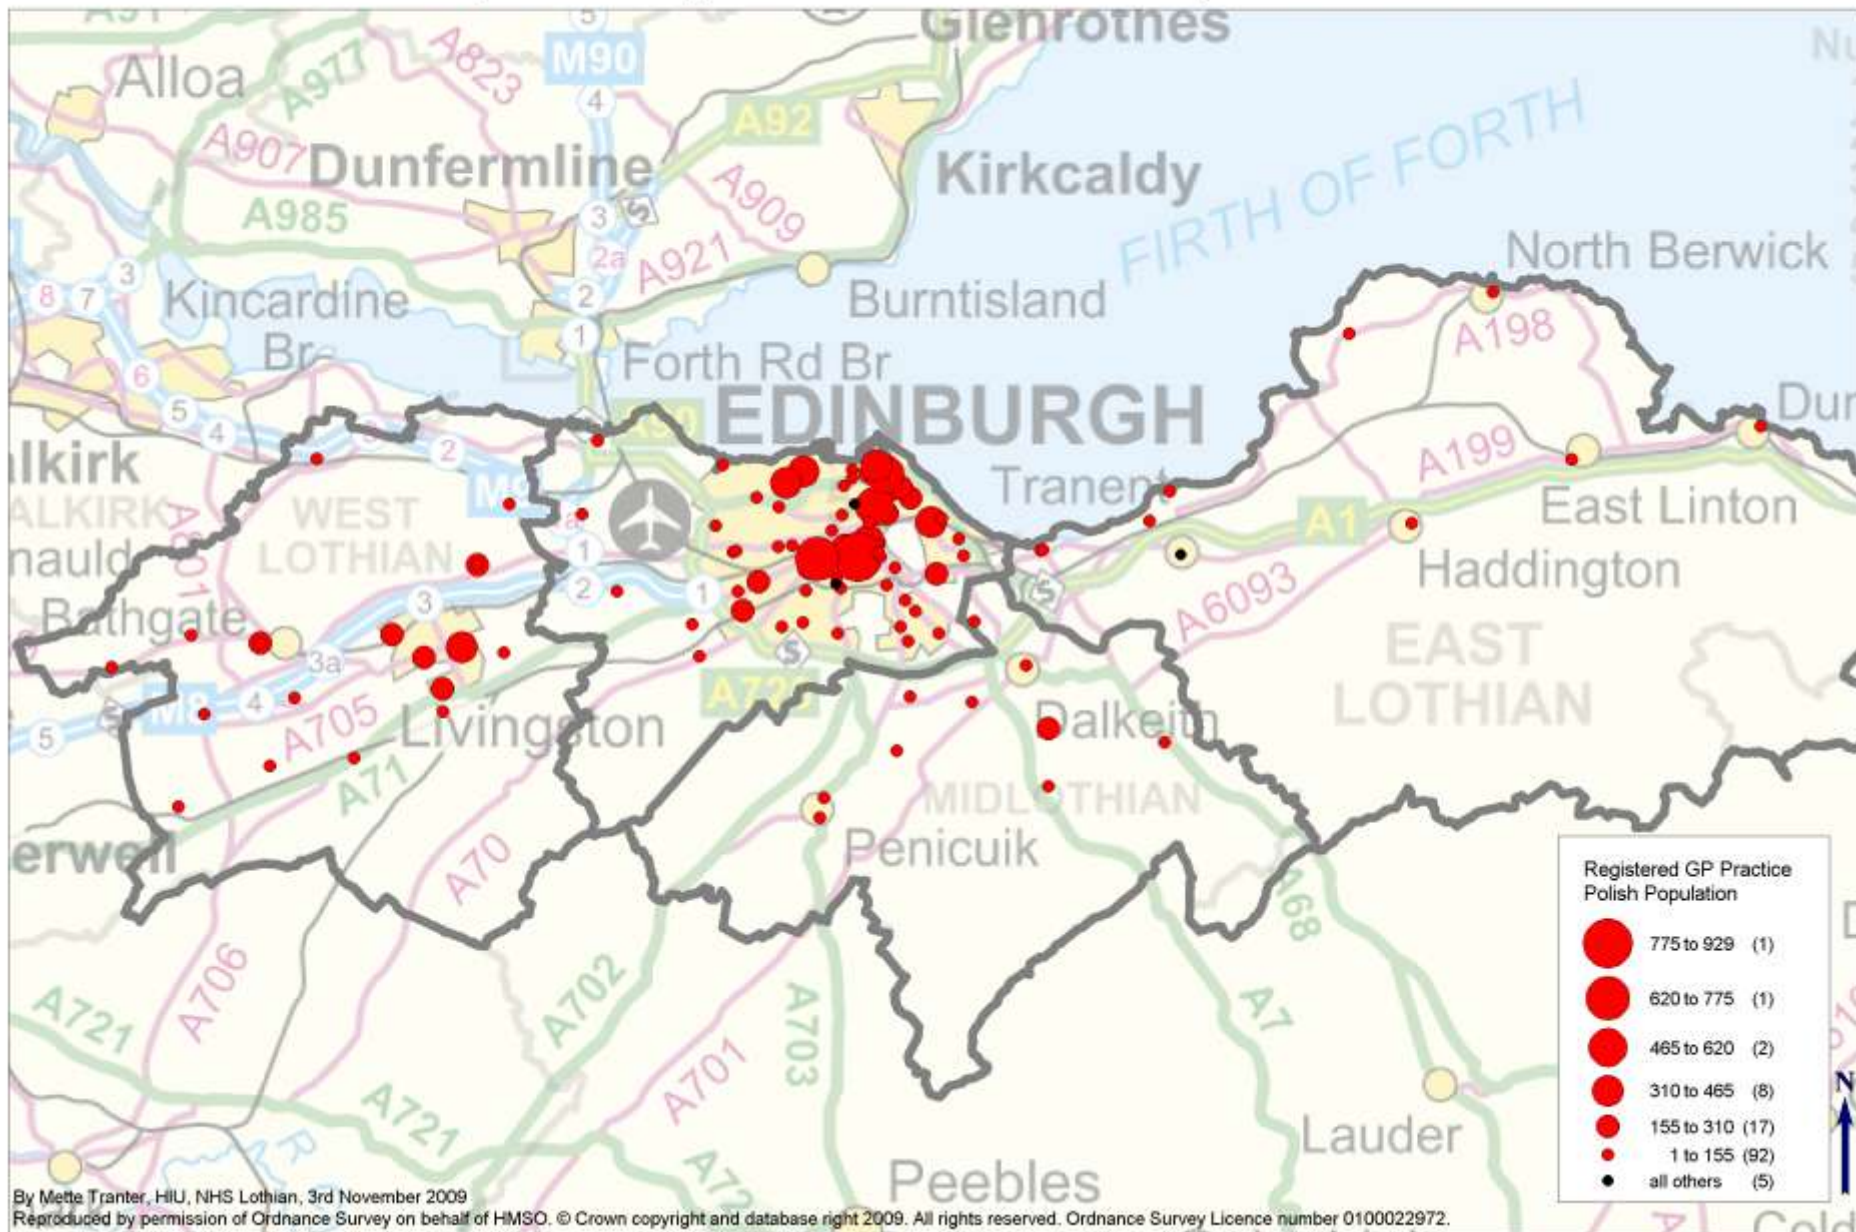 Glenrothes
M90
Alloa
A977
A823
5
4
A92
A907
Dunfermline
A909
Kirkcaldy
FIRTH OF FORTH
A985
3
S
2a
A921
North Berwick
3
8
7
Kincardine
Br
2
1
Burntisland
A198
6
Forth Rd Br
5
4
2
A90
EDINBURGH
Dur
A199
lkirk
ALKIRK
WEST
LOTHIAN
Tranent
A1
East Linton
nauld
A801
1
2
1
3
Haddington
Bathgate
S
A6093
3a
S
EAST
LOTHIAN
M8
4
5
S
A705
Livingston
Dalkeith
A71
MIDLOTHIAN
erwell
A70
Penicuik
A68
A706
A702
A703
A7
A721
A701
A721
Lauder
A72
Peebles
Registered GP Practice
Polish Population
775 to 929 (1)
620 to 775 (1)
465 to 620 (2)
310 to 465 (8)
155 to 310 (17)
1 to 155 (92)
all others (5)
N
By Mette Tranter, HIU, NHS Lothian, 3rd November 2009
Reproduced by permission of Ordnance Survey on behalf of HMSO. © Crown copyright and database right 2009. All rights reserved. Ordnance Survey Licence number 0100022972.